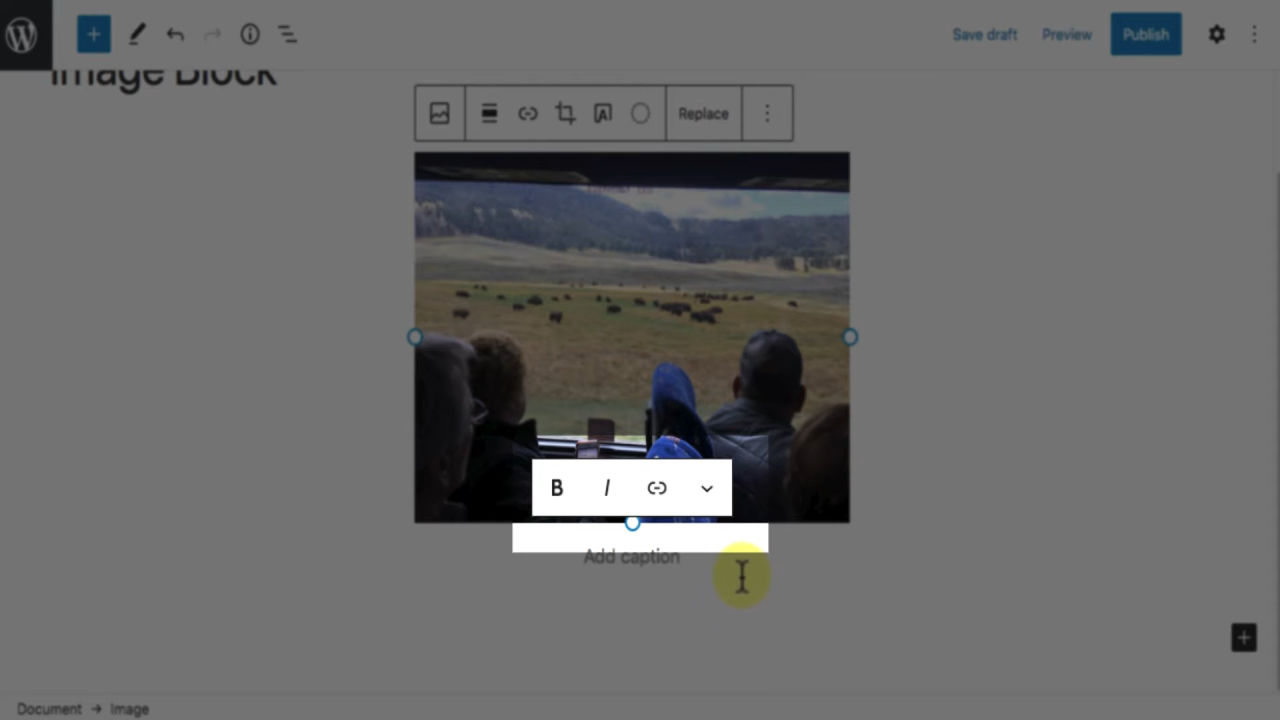 Save draft
Preview
Publish
Image Block
Replace
B I
Add caption
Document → Image